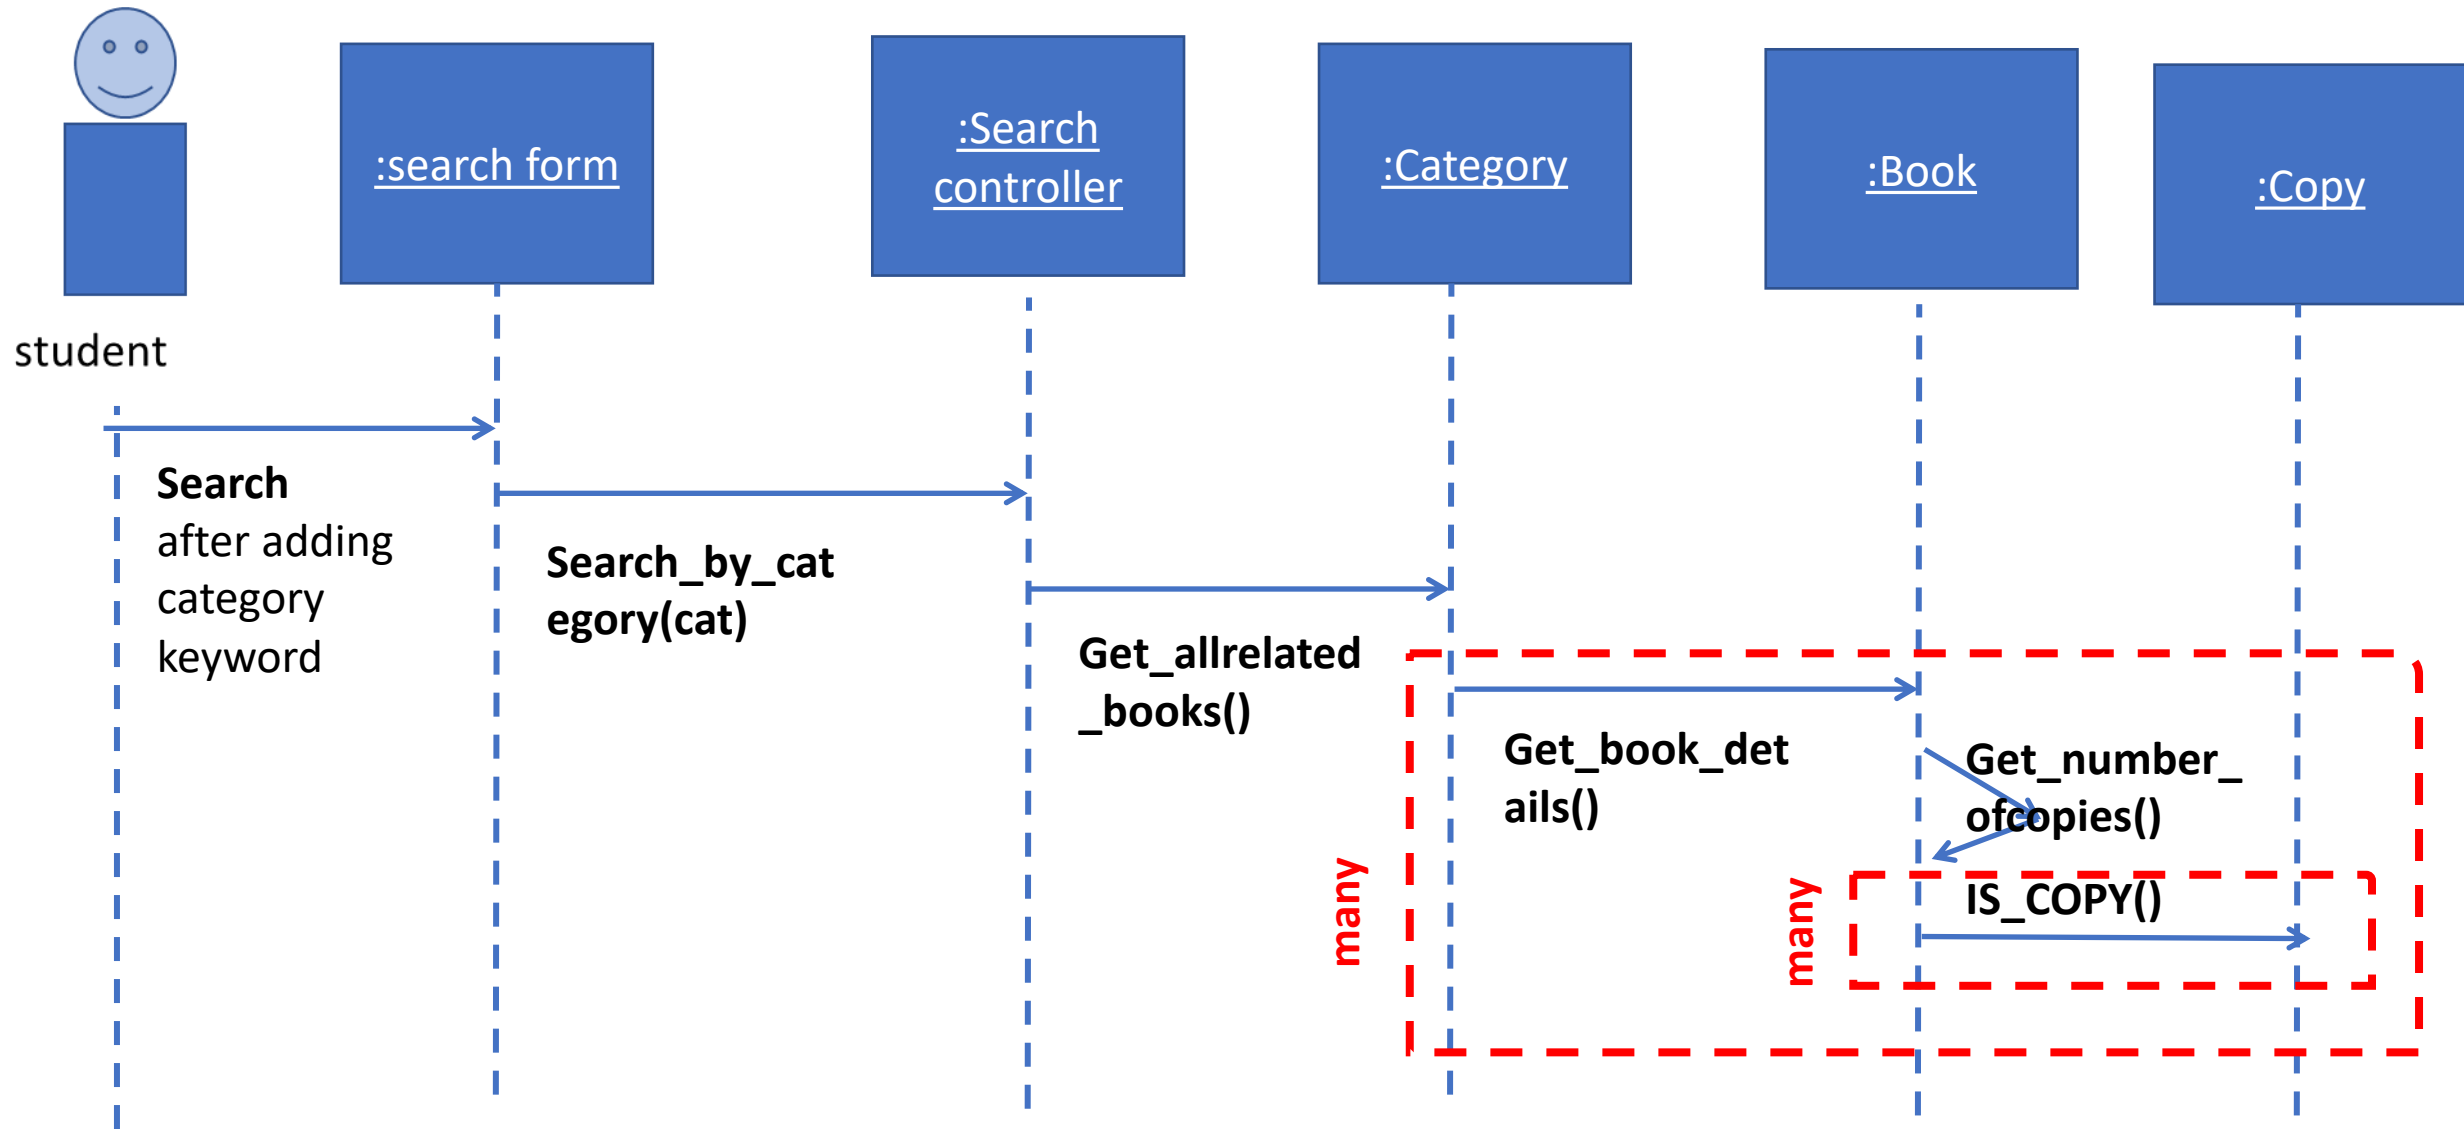 :search form
:Search
controller
:Category
:Book
:Copy
student
Search
after adding
category
keyword
Search_by_cat
egory(cat)
Get_allrelated
_books()
Get_book_det
ails()
Get_number_
ofcopies()
IS_COPY()
many
many